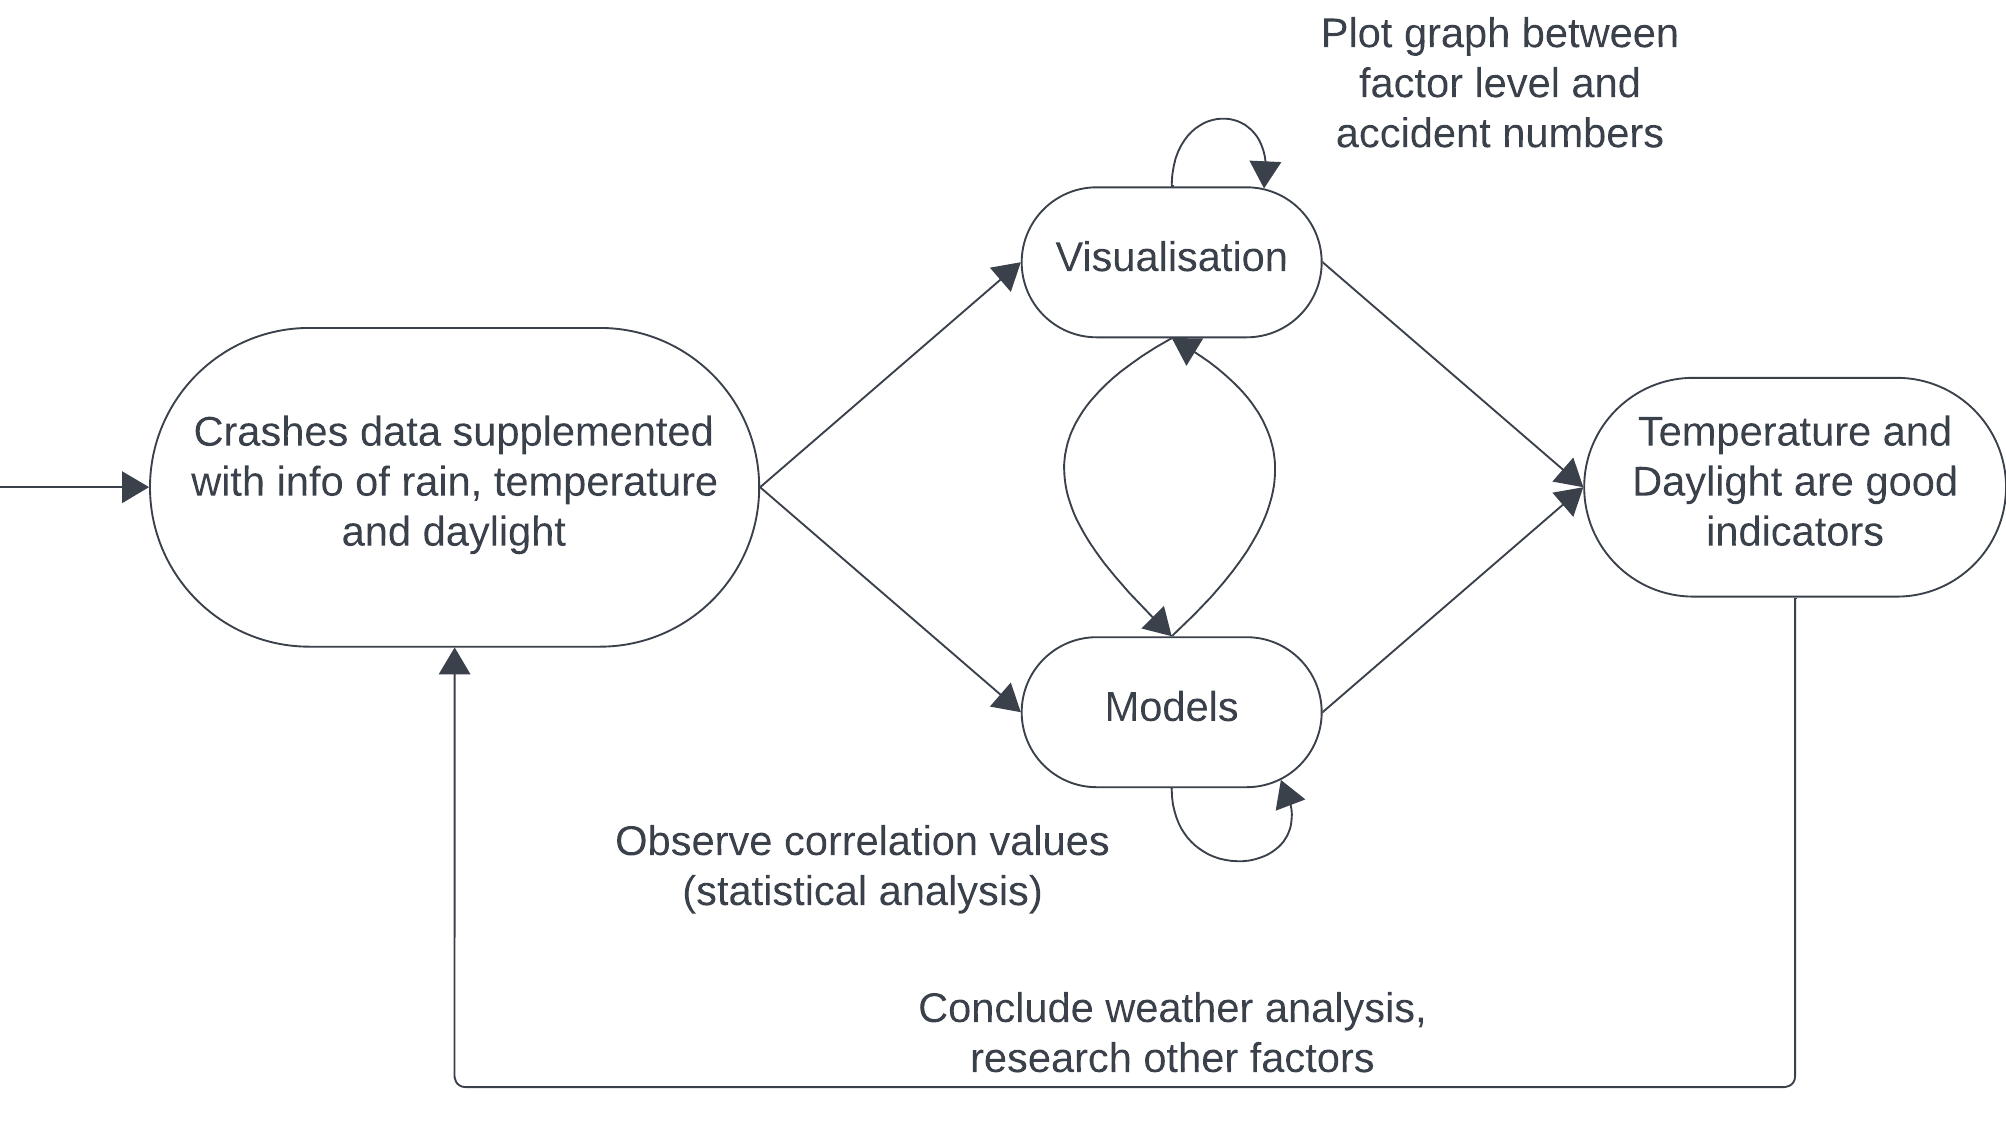 Plot graph between
factor level and
accident numbers
Visualisation
Crashes data supplemented
with info of rain, temperature
and daylight
Temperature and
Daylight are good
indicators
Models
Observe correlation values
(statistical analysis)
Conclude weather analysis,
research other factors